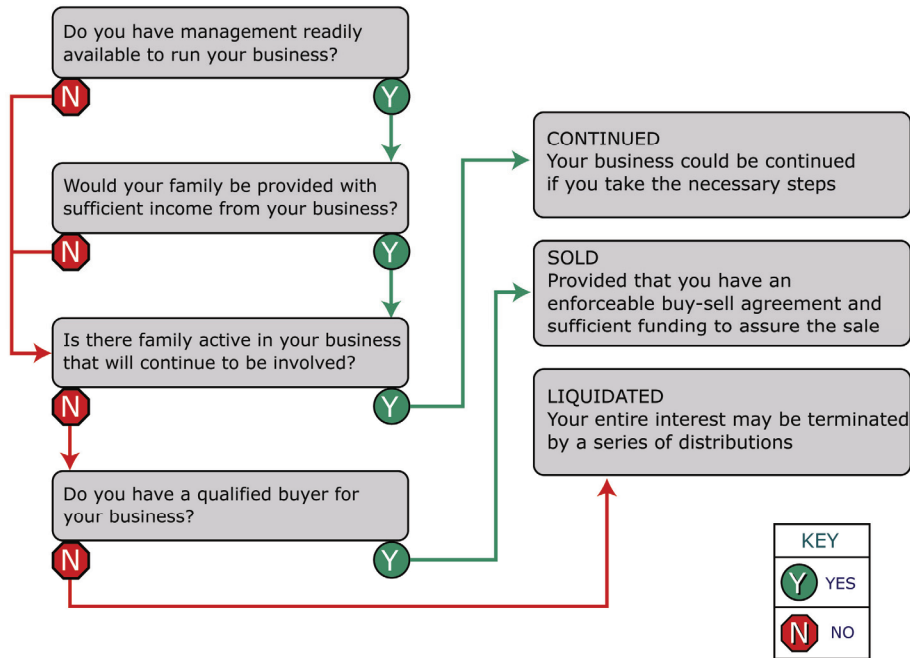 Do you have management readily
available to run your business?
N
Y
Would your family be provided with
sufficient income from your business?
N
Y
Is there family active in your business
that will continue to be involved?
N
Y
Do you have a qualified buyer for
your business?
N
Y
CONTINUED
Your business could be continued
if you take the necessary steps
SOLD
Provided that you have an
enforceable buy-sell agreement and
sufficient funding to assure the sale
LIQUIDATED
Your entire interest may be terminated
by a series of distributions
KEY
Y YES
N NO